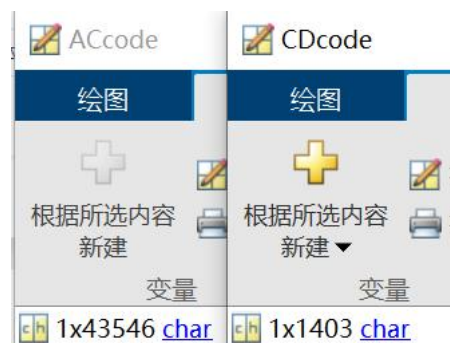 ACcode
绘图
根据所选内容
新建
变量
1x43546 char
CDcode
绘图
根据所选内容
新建▼
变量
1x1403 char